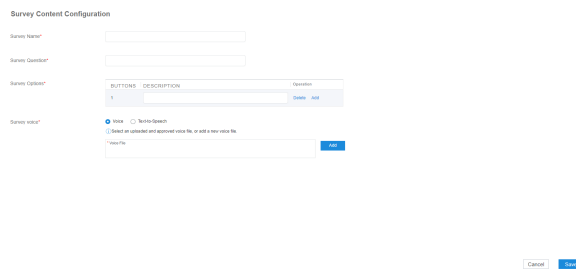 Survey Content Configuration
Survey Name*
Survey Question*
Survey Options*
BUTTONS DESCRIPTION Operation
1 Delete Add
Survey voice*
Voice Text-to-Speech
Select an uploaded and approved voice file, or add a new voice file.
* Voice File
Add
Cancel Save